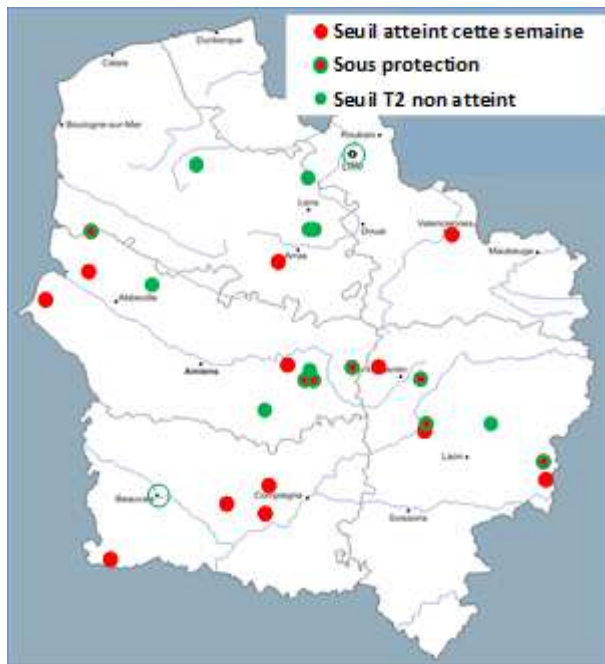 Seuil atteint cette semaine
Sous protection
Seuil T2 non atteint
Dunkerque
Calais
Boulogne-sur-Mer
Roubaix
Lille
Lens
Douai
Valenciennes
Maubeuge
Arras
Abbeville
Amiens
Laon
Beauvais
Compiègne
Soissons